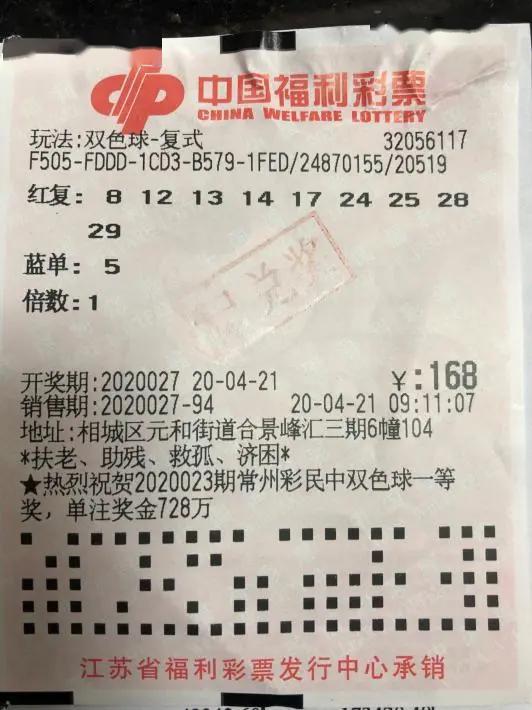 中国福利彩票
CHINA WELFARE LOTTERY
玩法:双色球-复式 32056117
F505-FDDD-1CD3-B579-1FED/24870155/20519
红复: 8 12 13 14 17 24 25 28
29
蓝单: 5
倍数:1
已兑奖
开奖期:2020027 20-04-21 ¥:168
销售期:2020027-94 20-04-21 09:11:07
地址:相城区元和街道合景峰汇三期6幢104
*扶老、助残、救孤、济困*
★热烈祝贺2020023期常州彩民中双色球一等
奖,单注奖金728万
江苏省福利彩票发行中心承销